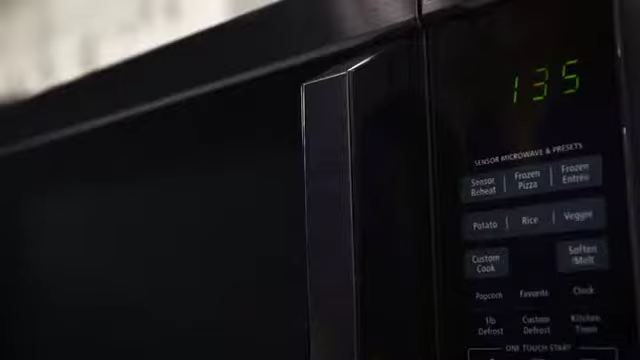 135
SENSOR MICROWAVE & PRESETS
Sensor Reheat | Frozen Pizza | Frozen Entrée
Potato | Rice | Veggie
Custom Cook Soften /Melt
Popcorn Favorite Clock
1lb Defrost Custom Defrost Kitchen Timer
ONE TOUCH START